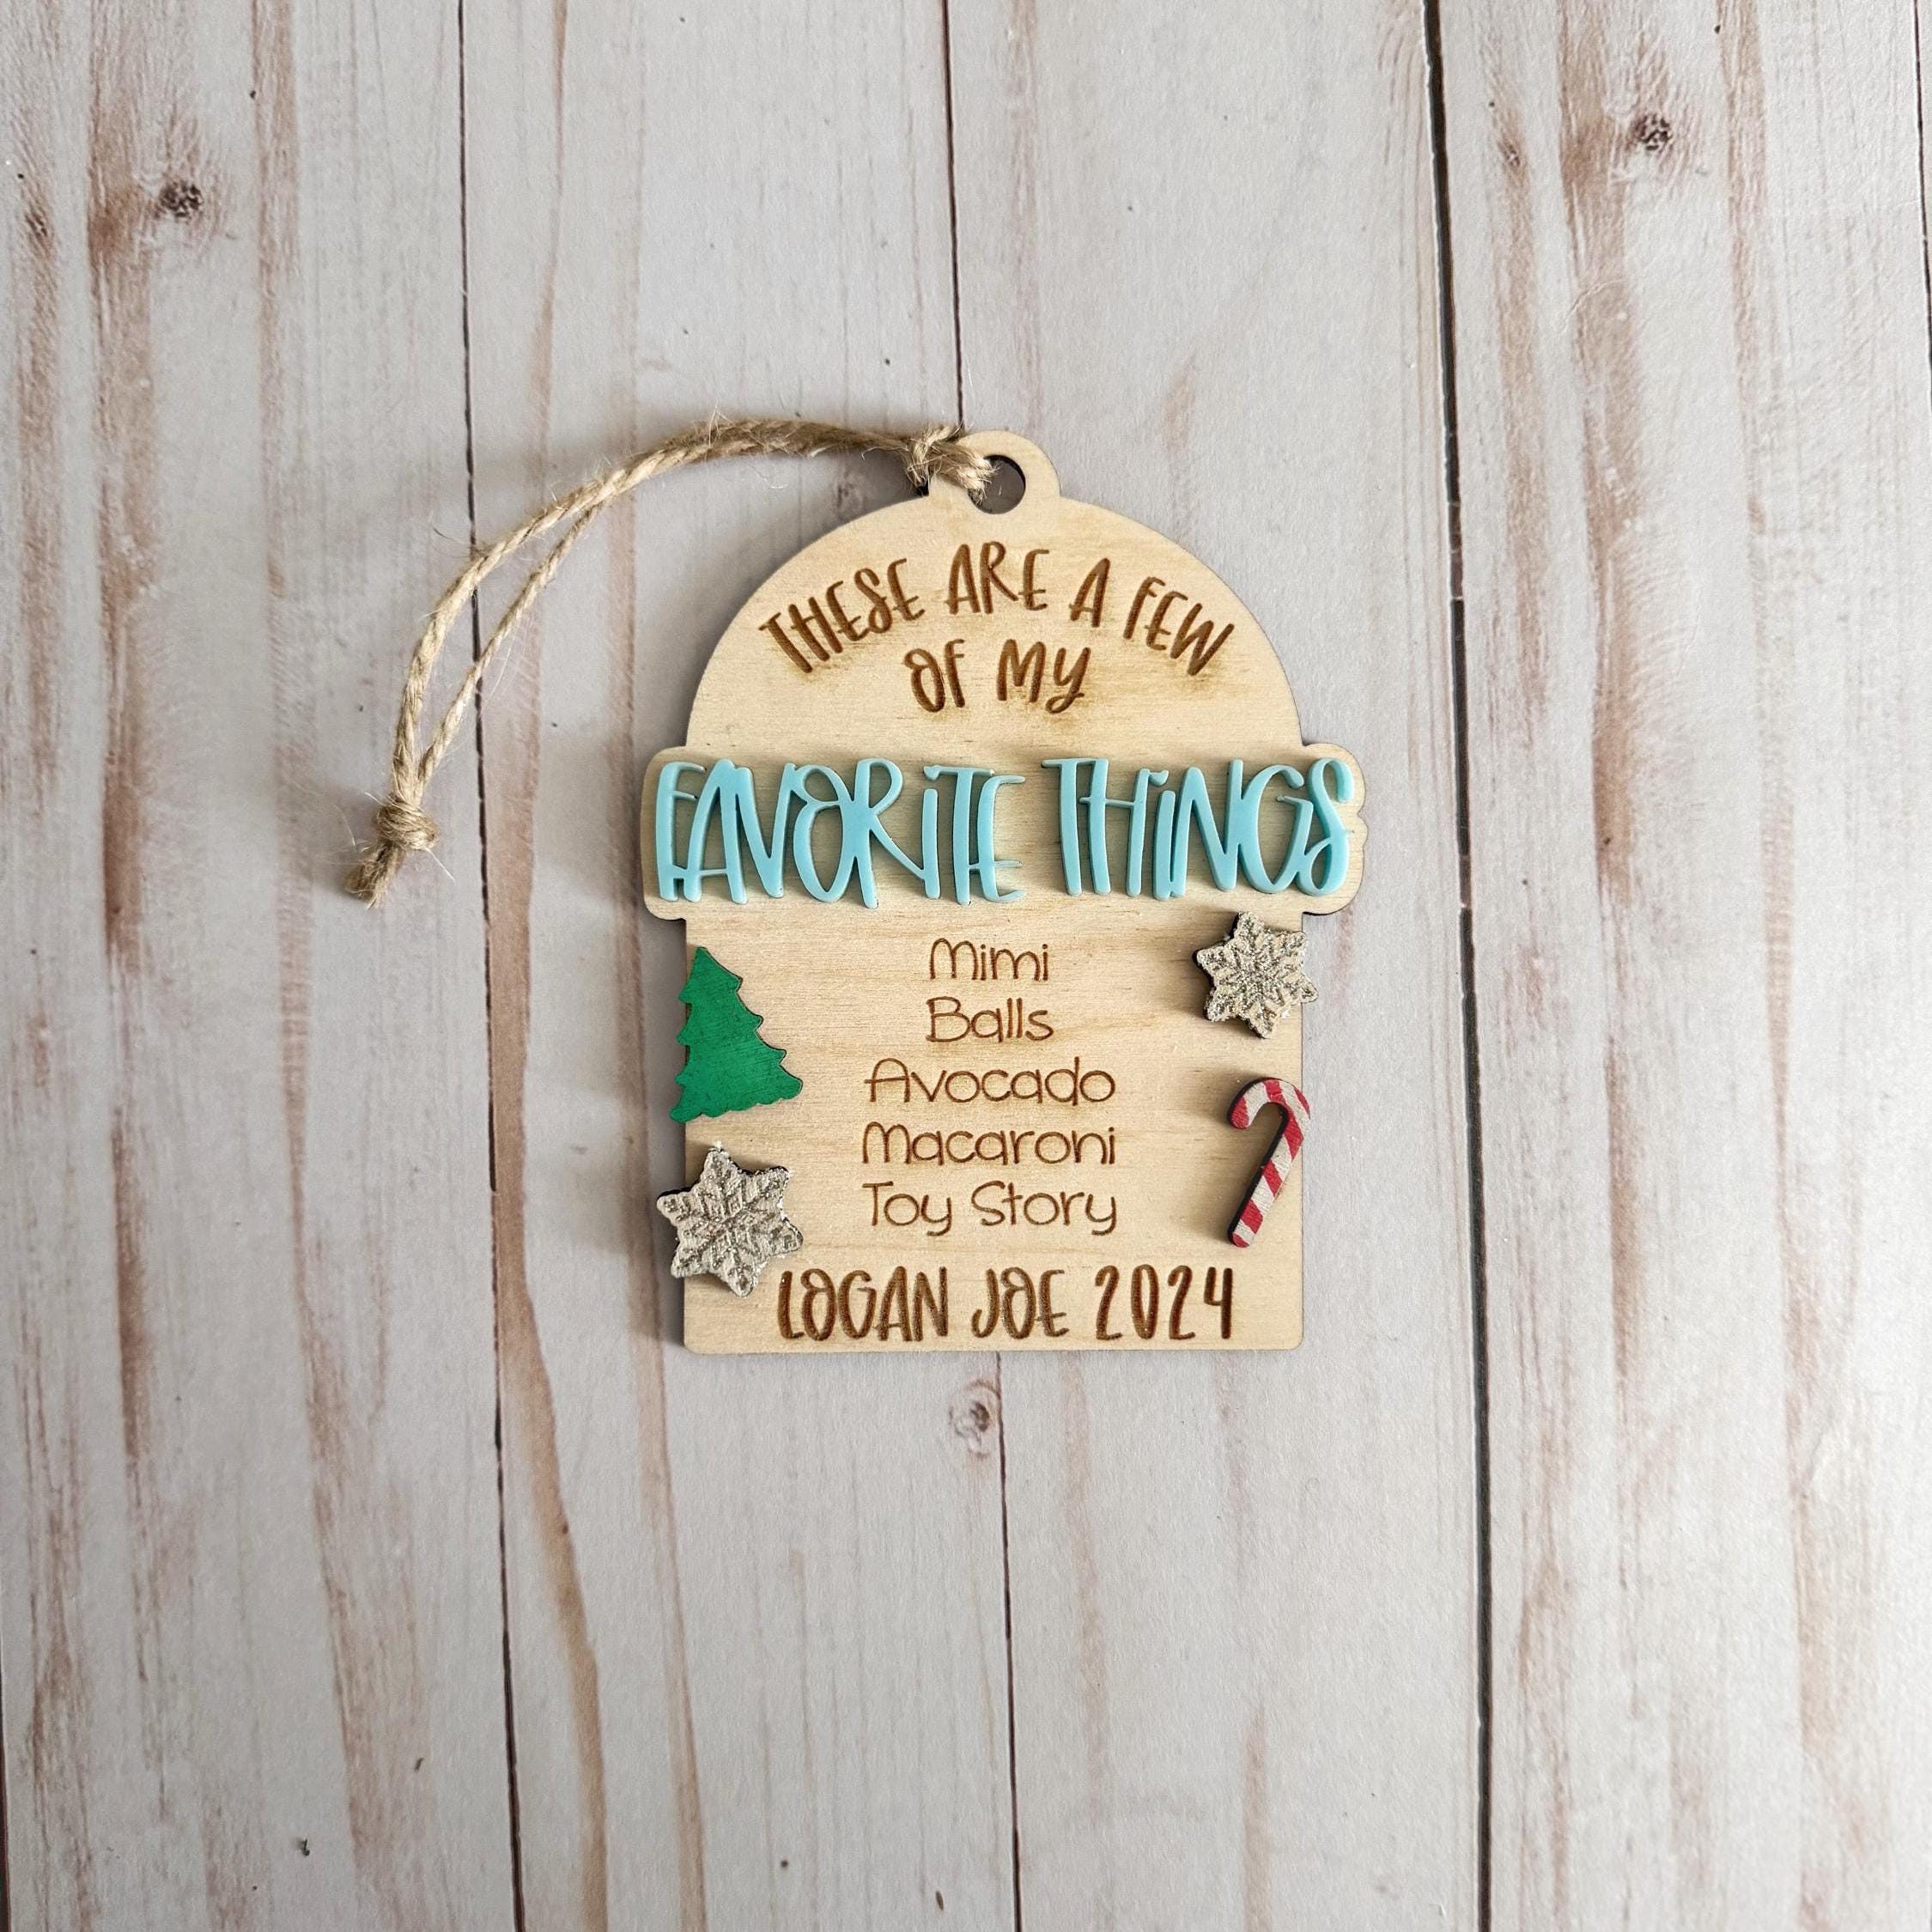 THESE ARE A FEW
OF MY
FAVORITE THINGS
Mimi
Balls
Avocado
Macaroni
Toy Story
LOGAN JOE 2024